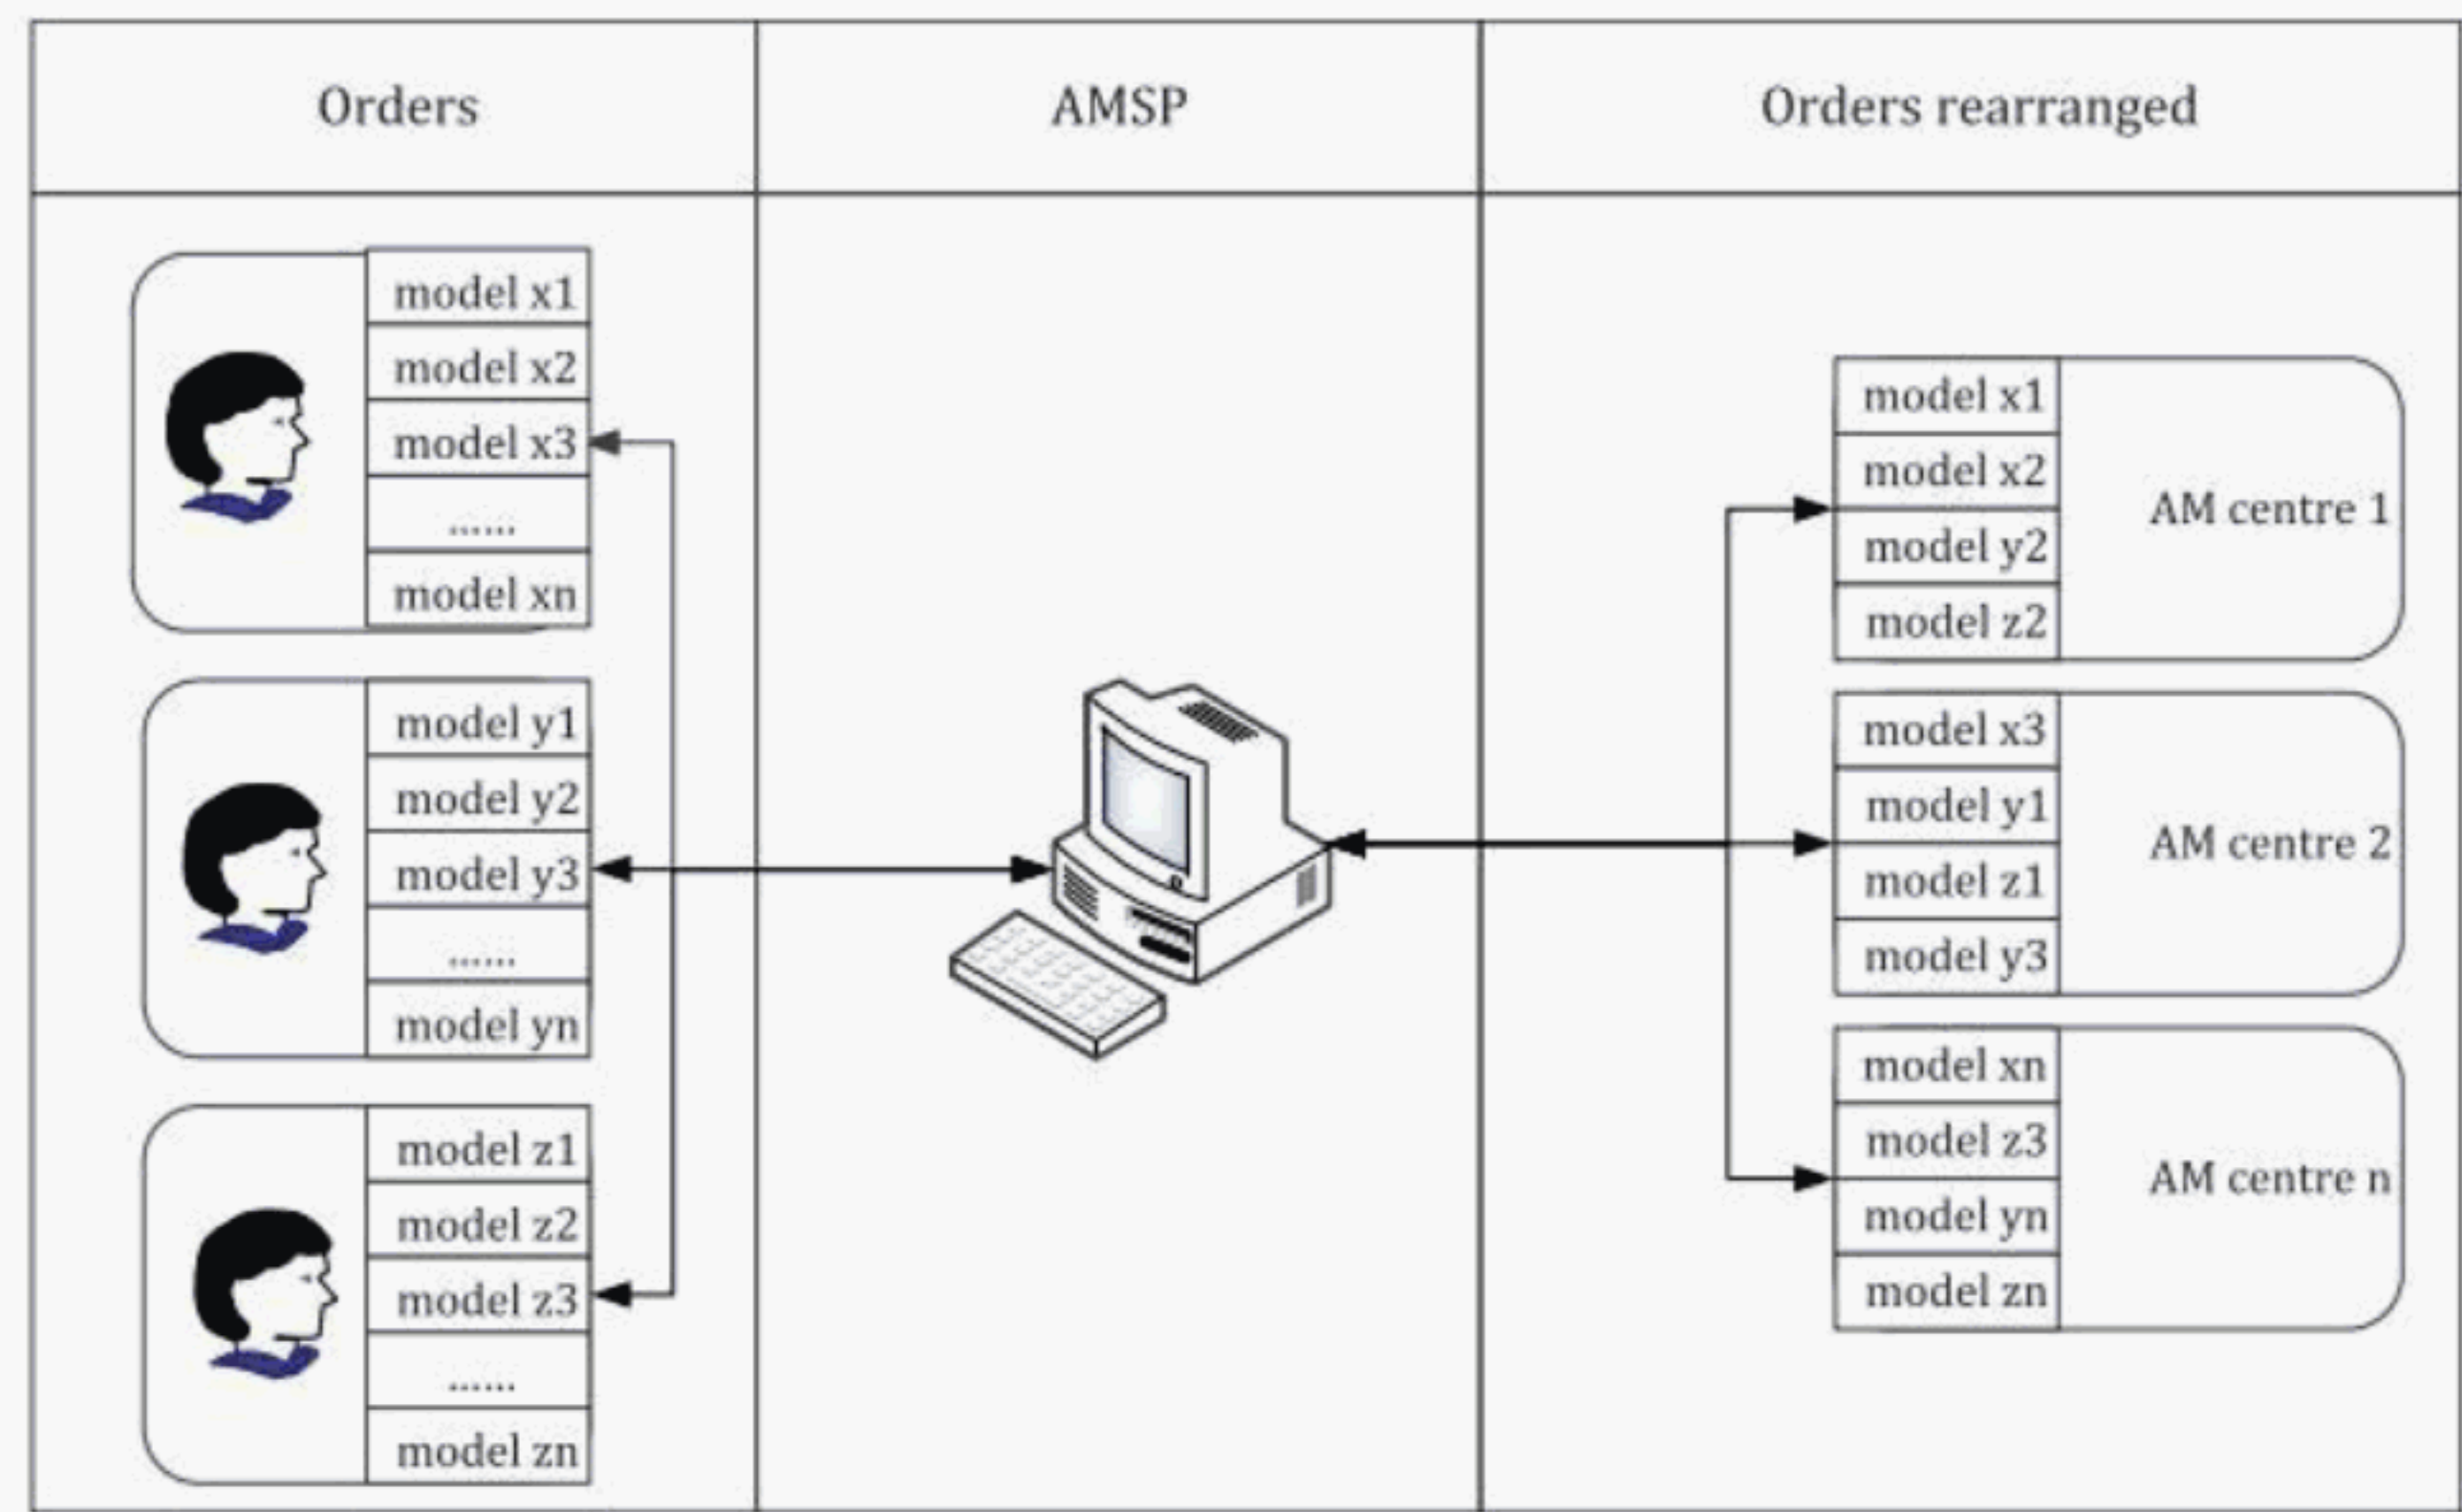 Orders
AMSP
Orders rearranged
model x1
model x2
model x3
......
model xn
model y1
model y2
model y3
......
model yn
model z1
model z2
model z3
......
model zn
model x1
model x2
model y2
model z2
AM centre 1
model x3
model y1
model z1
model y3
AM centre 2
model xn
model z3
model yn
model zn
AM centre n